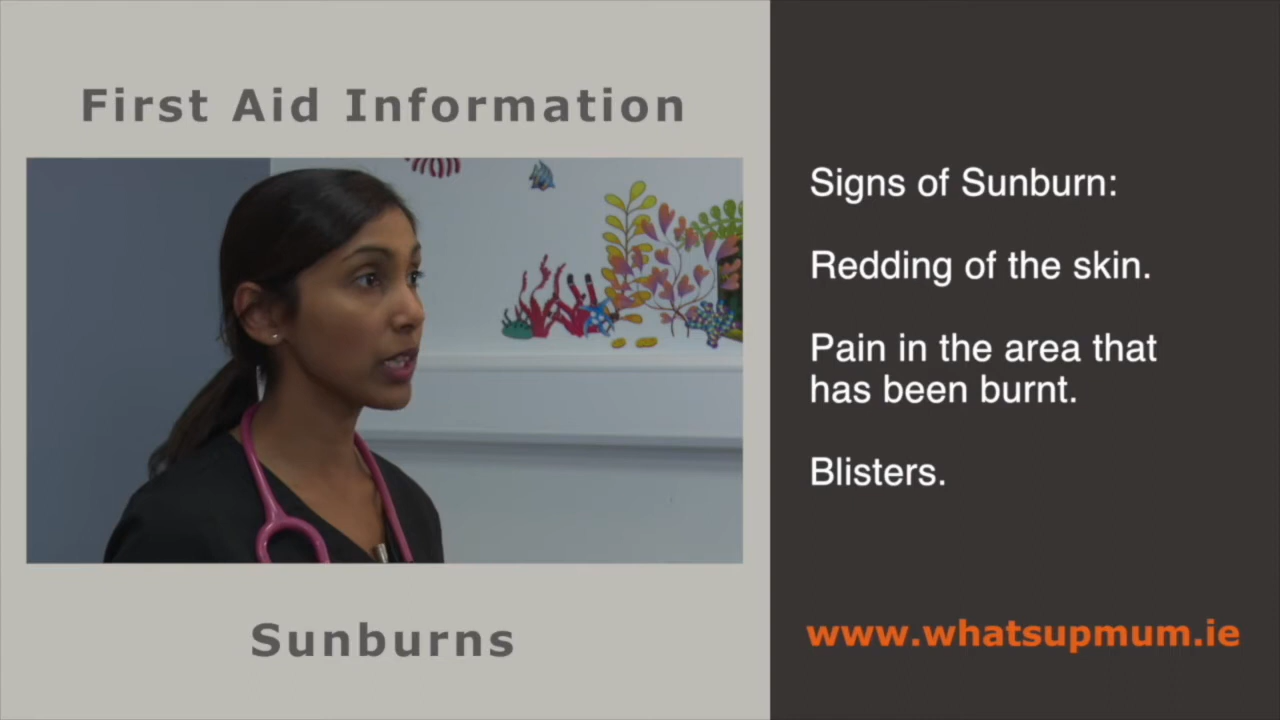 First Aid Information
Sunburns
Signs of Sunburn:
Redding of the skin.
Pain in the area that
has been burnt.
Blisters.
www.whatsupmum.ie